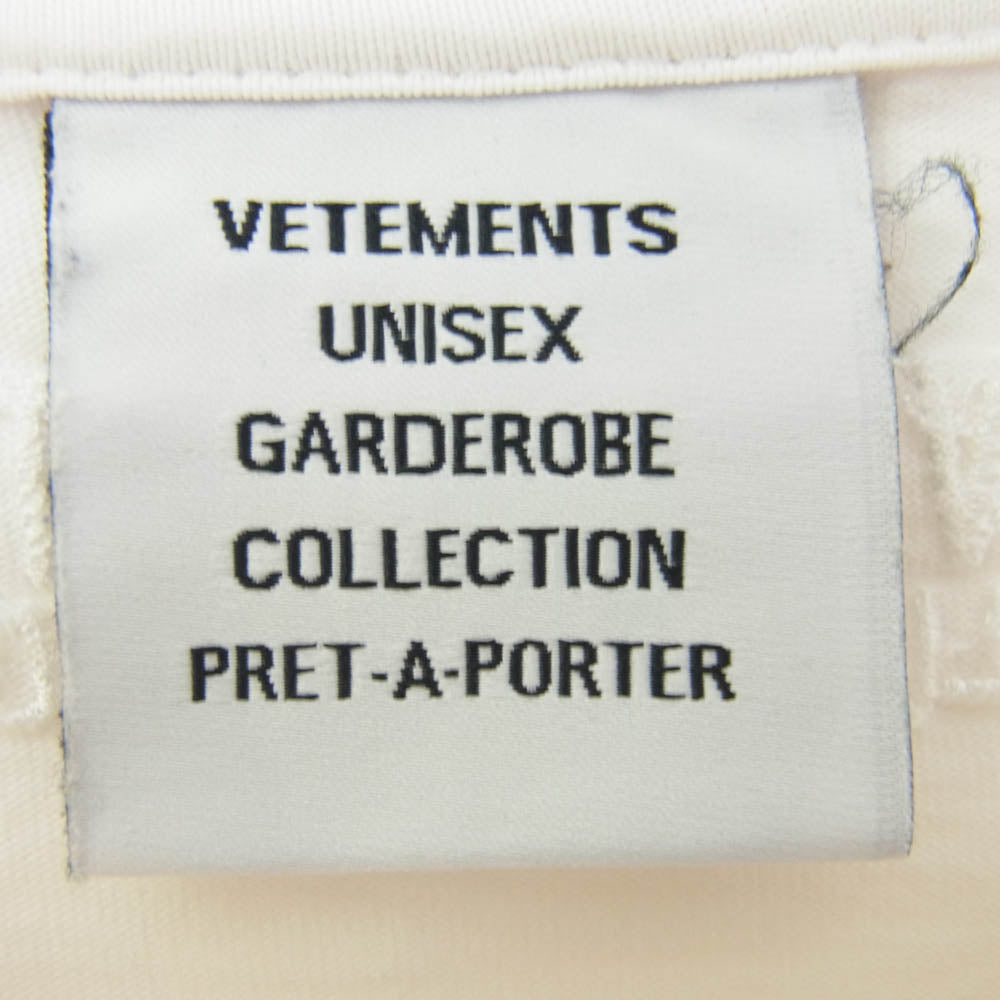 VETEMENTS
UNISEX
GARDEROBE
COLLECTION
PRET-A-PORTER